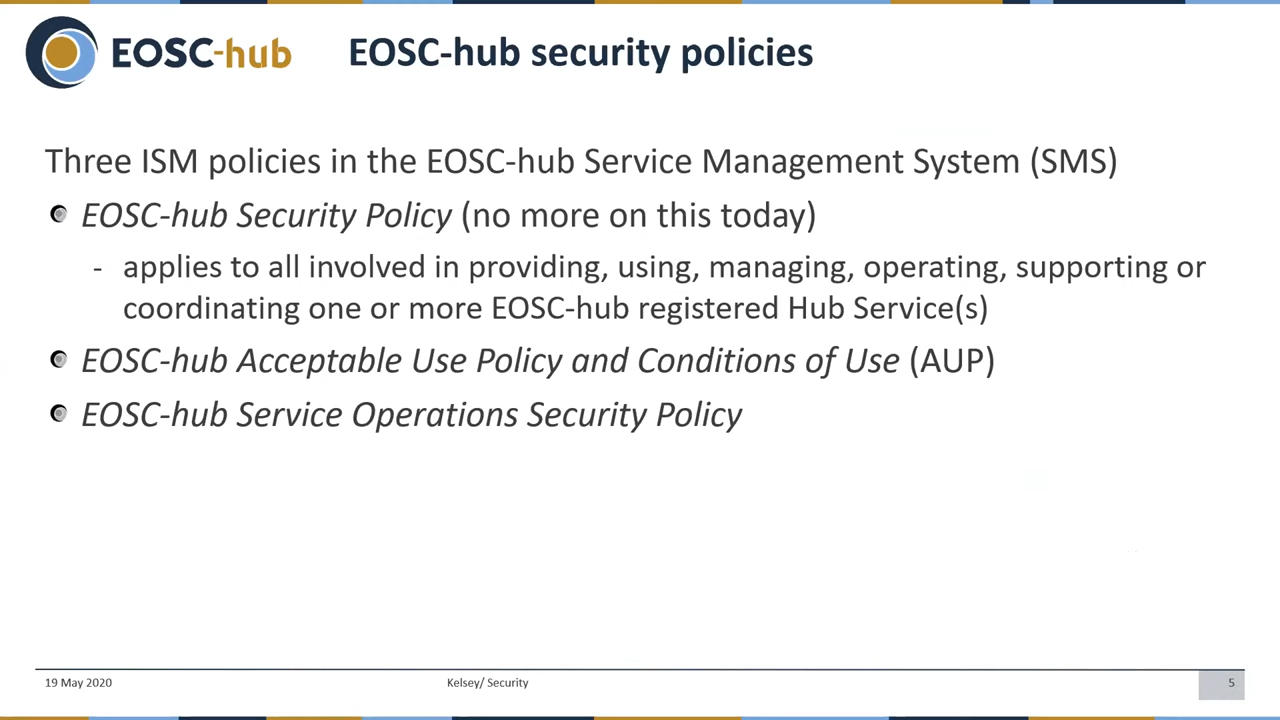 EOSC-hub
EOSC-hub security policies
Three ISM policies in the EOSC-hub Service Management System (SMS)
EOSC-hub Security Policy (no more on this today)
- applies to all involved in providing, using, managing, operating, supporting or
coordinating one or more EOSC-hub registered Hub Service(s)
EOSC-hub Acceptable Use Policy and Conditions of Use (AUP)
EOSC-hub Service Operations Security Policy
19 May 2020
Kelsey/ Security
5